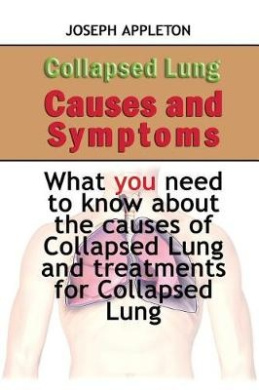 JOSEPH APPLETON
Collapsed Lung
Causes and
Symptoms
What you need
to know about
the causes of
Collapsed Lung
and treatments
for Collapsed
Lung